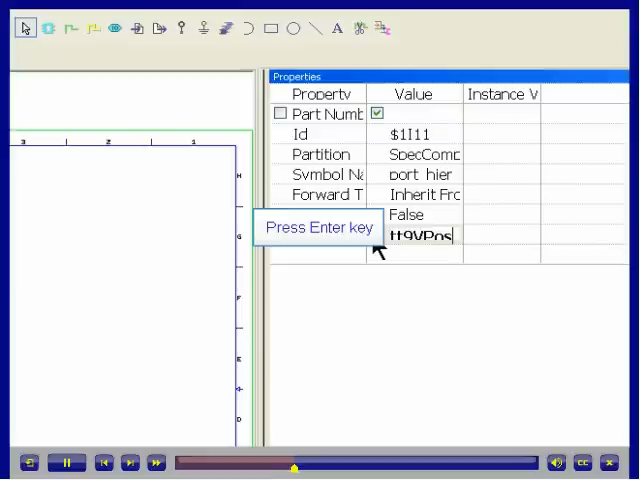 A
Properties
Property Value Instance V
Part Numb
Id $1I11
Partition SpecComp
Symbol Na port_hier
Forward T Inherit Fro
False
Press Enter key
tt9VPos
3 2 1
H
G
F
E
D
CC